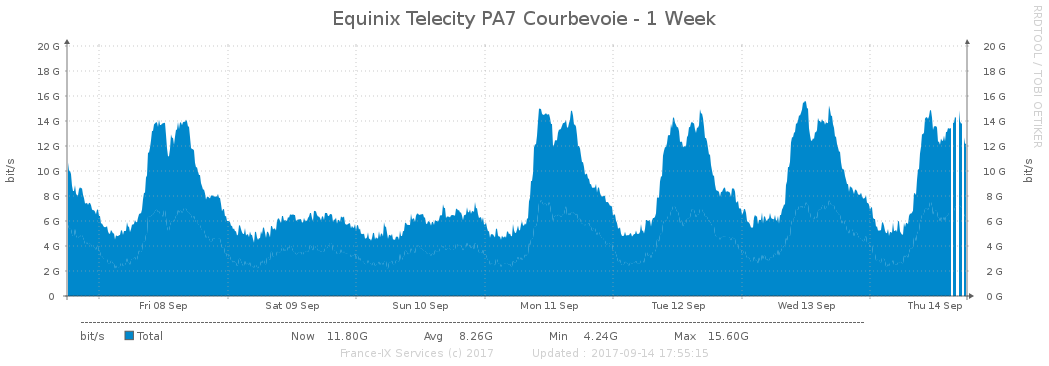 Equinix Telecity PA7 Courbevoie - 1 Week
RRDTOOL / TOBI OETIKER
bit/s
20 G
18 G
16 G
14 G
12 G
10 G
8 G
6 G
4 G
2 G
0
20 G
18 G
16 G
14 G
12 G
10 G
8 G
6 G
4 G
2 G
0 G
bit/s
Fri 08 Sep Sat 09 Sep Sun 10 Sep Mon 11 Sep Tue 12 Sep Wed 13 Sep Thu 14 Sep
bit/s Total Now 11.80G Avg 8.26G Min 4.24G Max 15.60G
France-IX Services (c) 2017 Updated : 2017-09-14 17:55:15